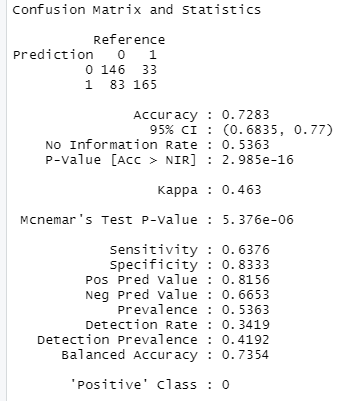 Confusion Matrix and Statistics
Reference
Prediction 0 1
0 146 33
1 83 165
Accuracy : 0.7283
95% CI : (0.6835, 0.77)
No Information Rate : 0.5363
P-Value [Acc > NIR] : 2.985e-16
Kappa : 0.463
Mcnemar's Test P-Value : 5.376e-06
Sensitivity : 0.6376
Specificity : 0.8333
Pos Pred Value : 0.8156
Neg Pred Value : 0.6653
Prevalence : 0.5363
Detection Rate : 0.3419
Detection Prevalence : 0.4192
Balanced Accuracy : 0.7354
'Positive' Class : 0